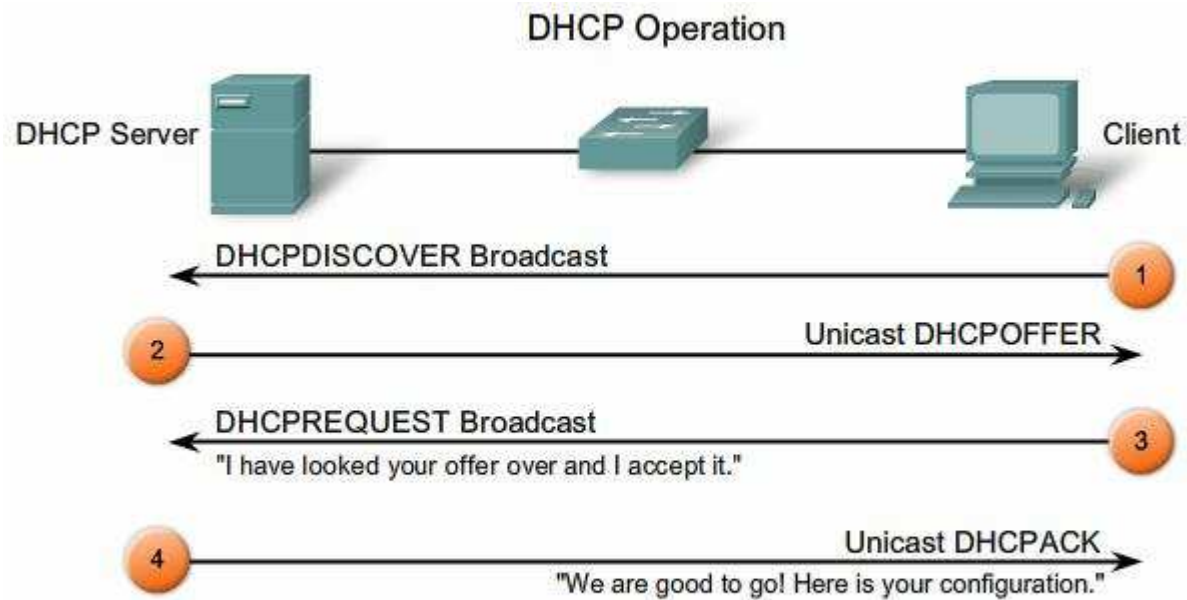 DHCP Operation
DHCP Server
Client
DHCPDISCOVER Broadcast
1
Unicast DHCPOFFER
2
DHCPREQUEST Broadcast
3
"I have looked your offer over and I accept it."
Unicast DHCPACK
4
"We are good to go! Here is your configuration."